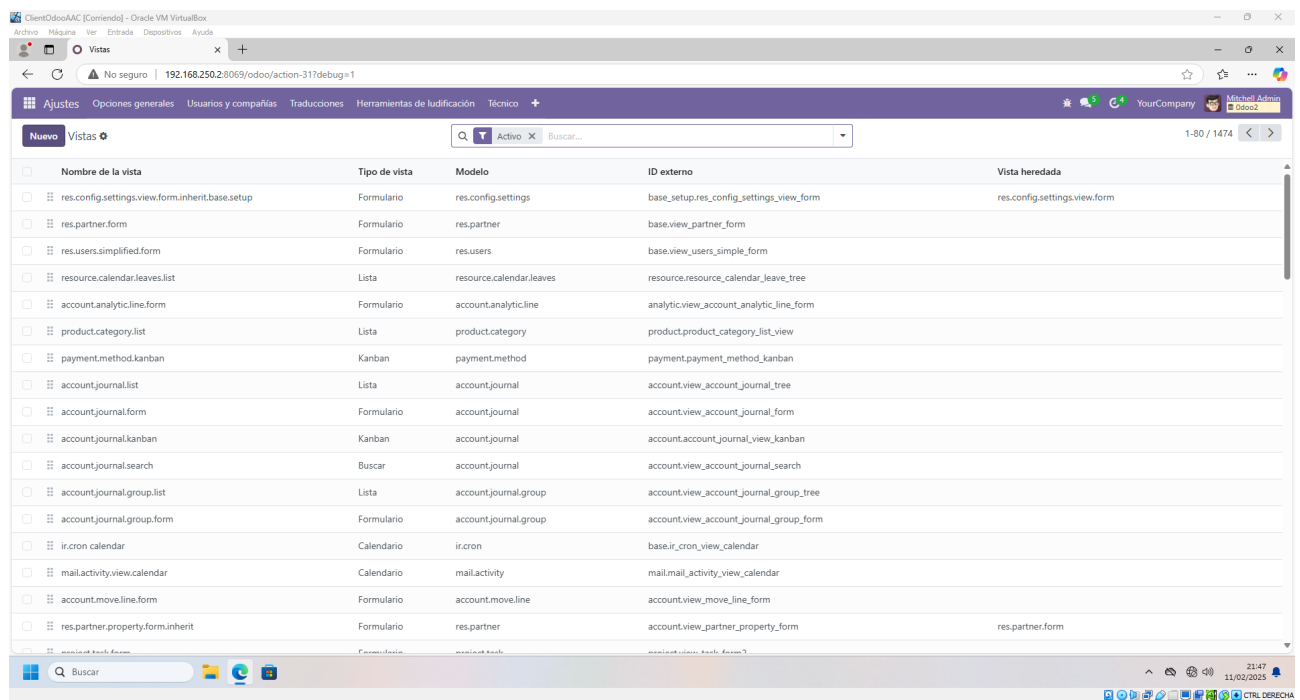 ClientOdooAAC [Corriendo] - Oracle VM VirtualBox
Archivo Máquina Ver Entrada Dispositivos Ayuda
Vistas
No seguro 192.168.250.2:8069/odoo/action-31?debug=1
Ajustes Opciones generales Usuarios y compañías Traducciones Herramientas de ludificación Técnico + 5 4 YourCompany Mitchell Admin
Odoo2
Nuevo Vistas Activo Buscar... 1-80 / 1474
Nombre de la vista Tipo de vista Modelo ID externo Vista heredada
res.config.settings.view.form.inherit.base.setup Formulario res.config.settings base_setup.res_config_settings_view_form res.config.settings.view.form
res.partner.form Formulario res.partner base.view_partner_form
res.users.simplified.form Formulario res.users base.view_users_simple_form
resource.calendar.leaves.list Lista resource.calendar.leaves resource.resource_calendar_leave_tree
account.analytic.line.form Formulario account.analytic.line analytic.view_account_analytic_line_form
product.category.list Lista product.category product.product_category_list_view
payment.method.kanban Kanban payment.method payment.payment_method_kanban
account.journal.list Lista account.journal account.view_account_journal_tree
account.journal.form Formulario account.journal account.view_account_journal_form
account.journal.kanban Kanban account.journal account.account_journal_view_kanban
account.journal.search Buscar account.journal account.view_account_journal_search
account.journal.group.list Lista account.journal.group account.view_account_journal_group_tree
account.journal.group.form Formulario account.journal.group account.view_account_journal_group_form
ir.cron calendar Calendario ir.cron base.ir_cron_view_calendar
mail.activity.view.calendar Calendario mail.activity mail.mail_activity_view_calendar
account.move.line.form Formulario account.move.line account.view_move_line_form
res.partner.property.form.inherit Formulario res.partner account.view_partner_property_form res.partner.form
project.task.form Formulario project.task project.view_task_form2
Buscar 21:47
11/02/2025
CTRL DERECHA